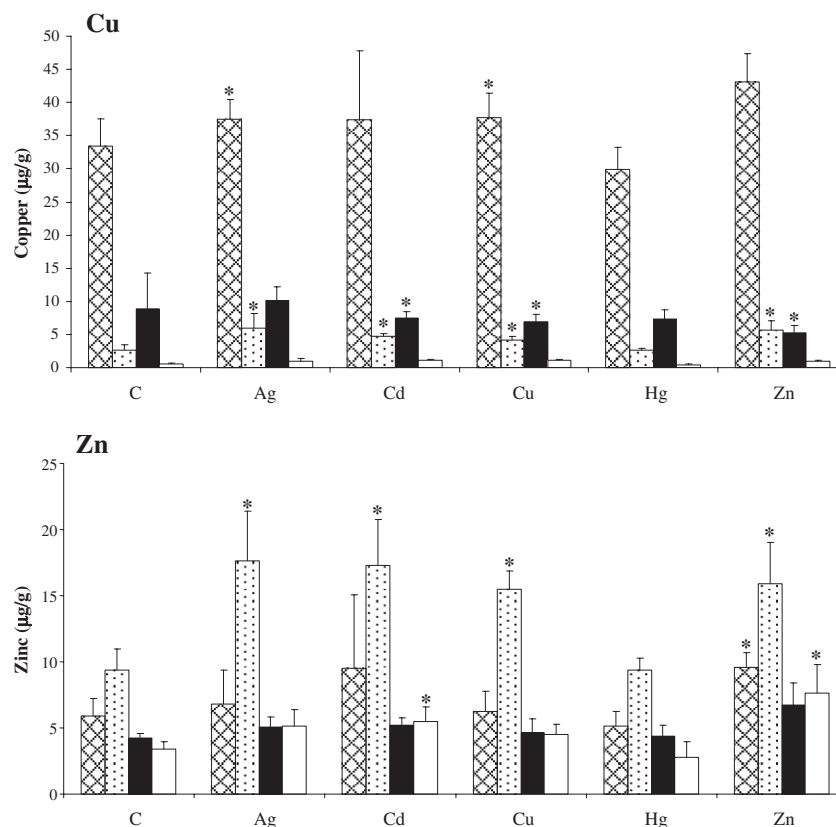 Cu
Copper (µg/g)
50
45
40
35
30
25
20
15
10
5
0
* * * * * * * * *
C Ag Cd Cu Hg Zn
Zn
Zinc (µg/g)
25
20
15
10
5
0
* * * * * * *
C Ag Cd Cu Hg Zn